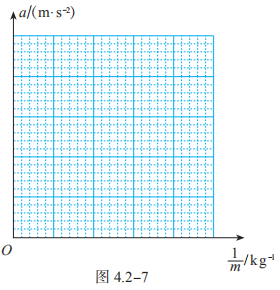 a/(m·s⁻²)
O
1/m /kg⁻¹
图 4.2-7